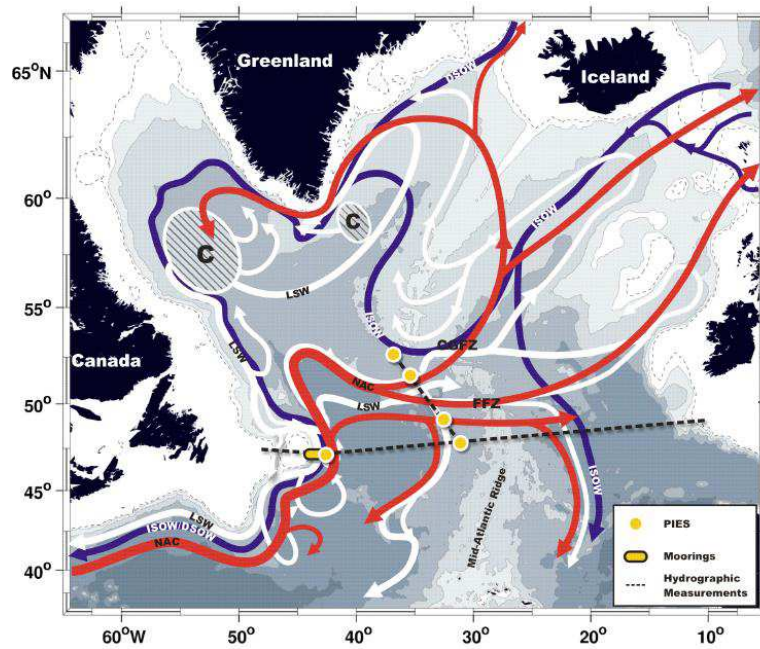 65°N
60°
55°
50°
45°
40°
60°W
50°
40°
30°
20°
10°
Greenland
Iceland
Canada
DSOW
ISOW
C
C
LSW
LSW
ISOW
CGFZ
NAC
LSW
FFZ
ISOW
Mid-Atlantic Ridge
LSW
ISOW/DSOW
NAC
PIES
Moorings
Hydrographic
Measurements